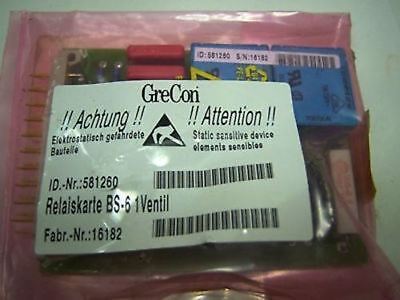 ID:581260 S/N:16182
GreCon
!! Achtung !! !! Attention !!
Elektrostatisch gefährdete Bauteile
Static sensitive device
elements sensibles
ID.-Nr.:581260
Relaiskarte BS-6 1Ventil
Fabr.-Nr.:16182